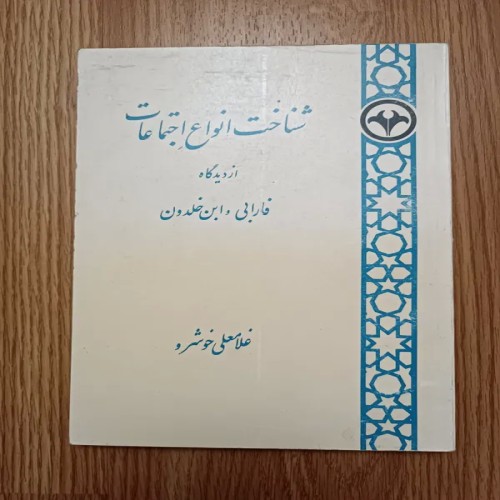 شناخت انواع اجتماعات
از دیدگاه
فارابی و ابن خلدون
غلامعلی خوشرو